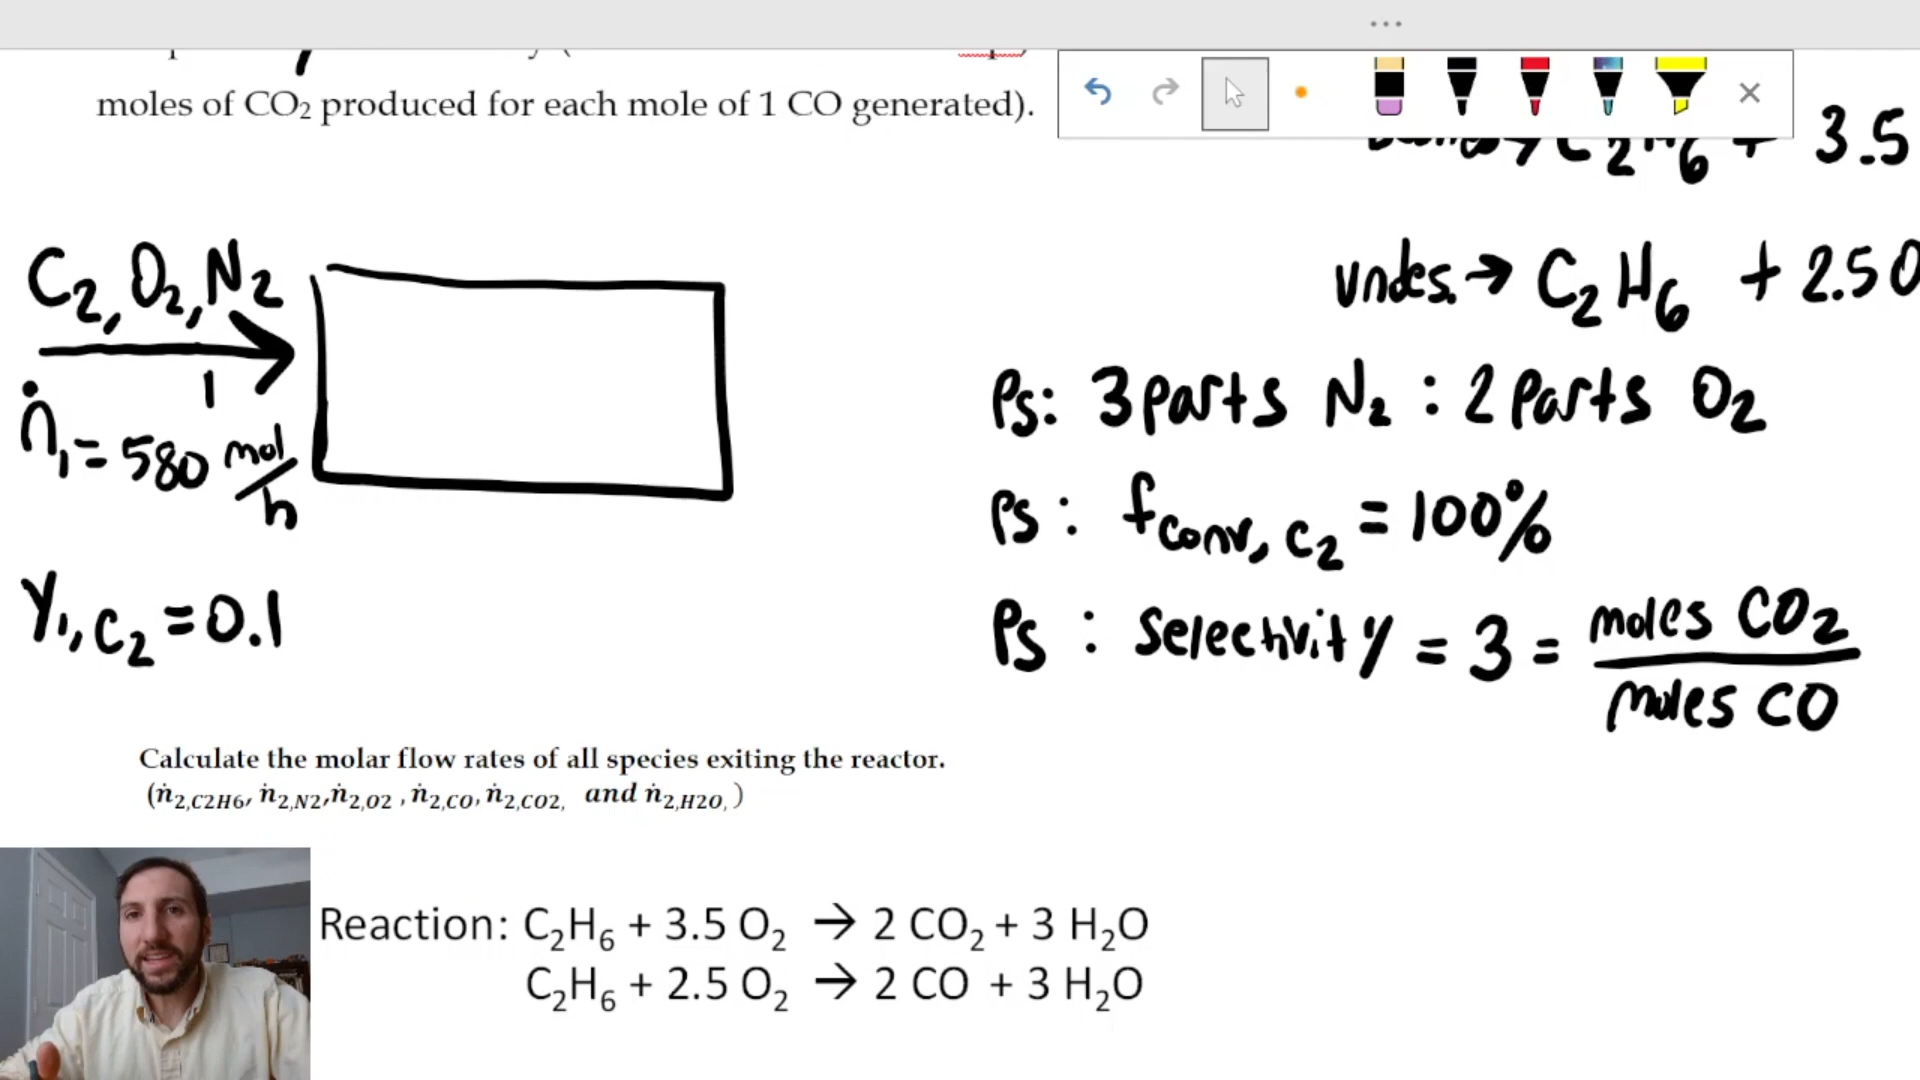 moles of CO₂ produced for each mole of 1 CO generated).
C₂H₆ + 3.5
C₂, O₂, N₂
undes. → C₂H₆ + 2.5O
1
ṅ₁ = 580 mol/h
Ps: 3 parts N₂ : 2 parts O₂
Ps: f conv, C₂ = 100%
Y₁,C₂ = 0.1
Ps: Selectivity = 3 = moles CO₂ / moles CO
Calculate the molar flow rates of all species exiting the reactor.
(ṅ₂,C2H6, ṅ₂,N2, ṅ₂,O2 , ṅ₂,CO, ṅ₂,CO2, and ṅ₂,H2O, )
Reaction: C₂H₆ + 3.5 O₂ → 2 CO₂ + 3 H₂O
C₂H₆ + 2.5 O₂ → 2 CO + 3 H₂O